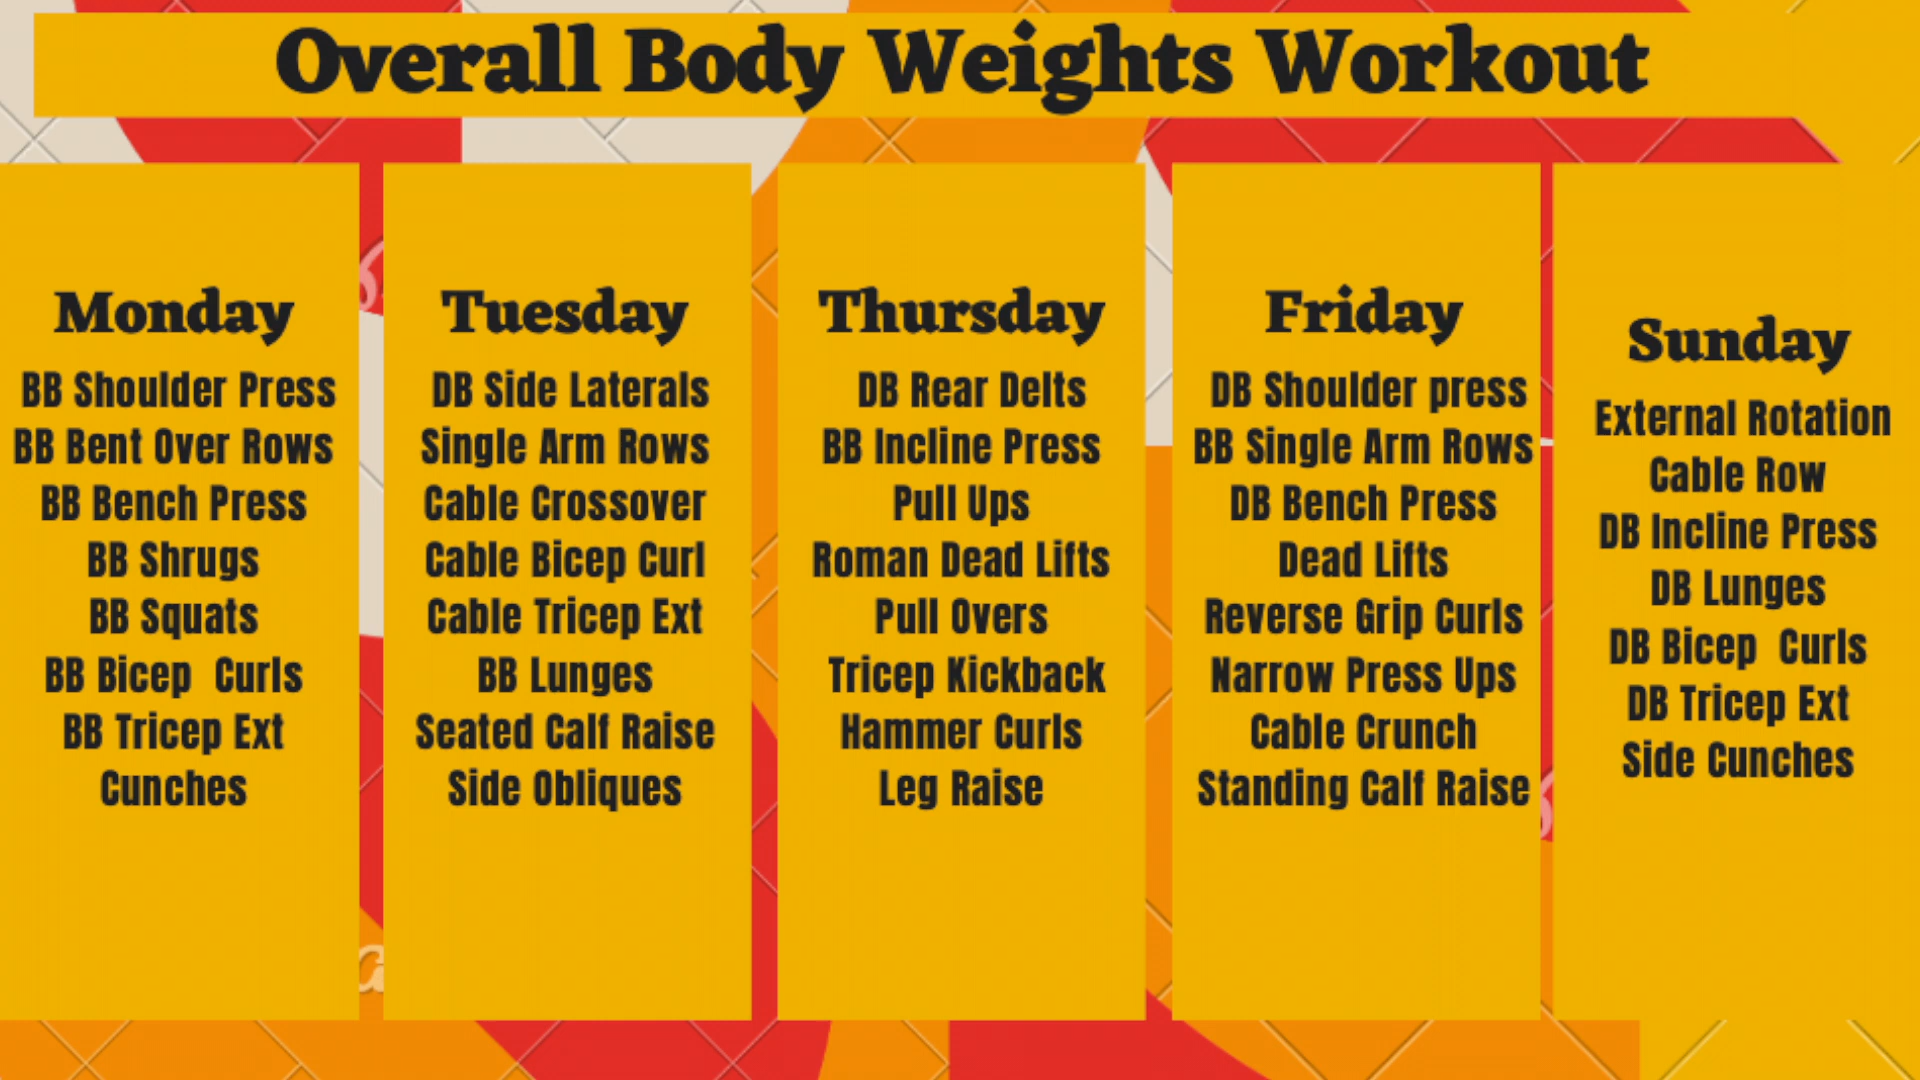 Overall Body Weights Workout
Monday
BB Shoulder Press
BB Bent Over Rows
BB Bench Press
BB Shrugs
BB Squats
BB Bicep Curls
BB Tricep Ext
Cunches
Tuesday
DB Side Laterals
Single Arm Rows
Cable Crossover
Cable Bicep Curl
Cable Tricep Ext
BB Lunges
Seated Calf Raise
Side Obliques
Thursday
DB Rear Delts
BB Incline Press
Pull Ups
Roman Dead Lifts
Pull Overs
Tricep Kickback
Hammer Curls
Leg Raise
Friday
DB Shoulder press
BB Single Arm Rows
DB Bench Press
Dead Lifts
Reverse Grip Curls
Narrow Press Ups
Cable Crunch
Standing Calf Raise
Sunday
External Rotation
Cable Row
DB Incline Press
DB Lunges
DB Bicep Curls
DB Tricep Ext
Side Cunches